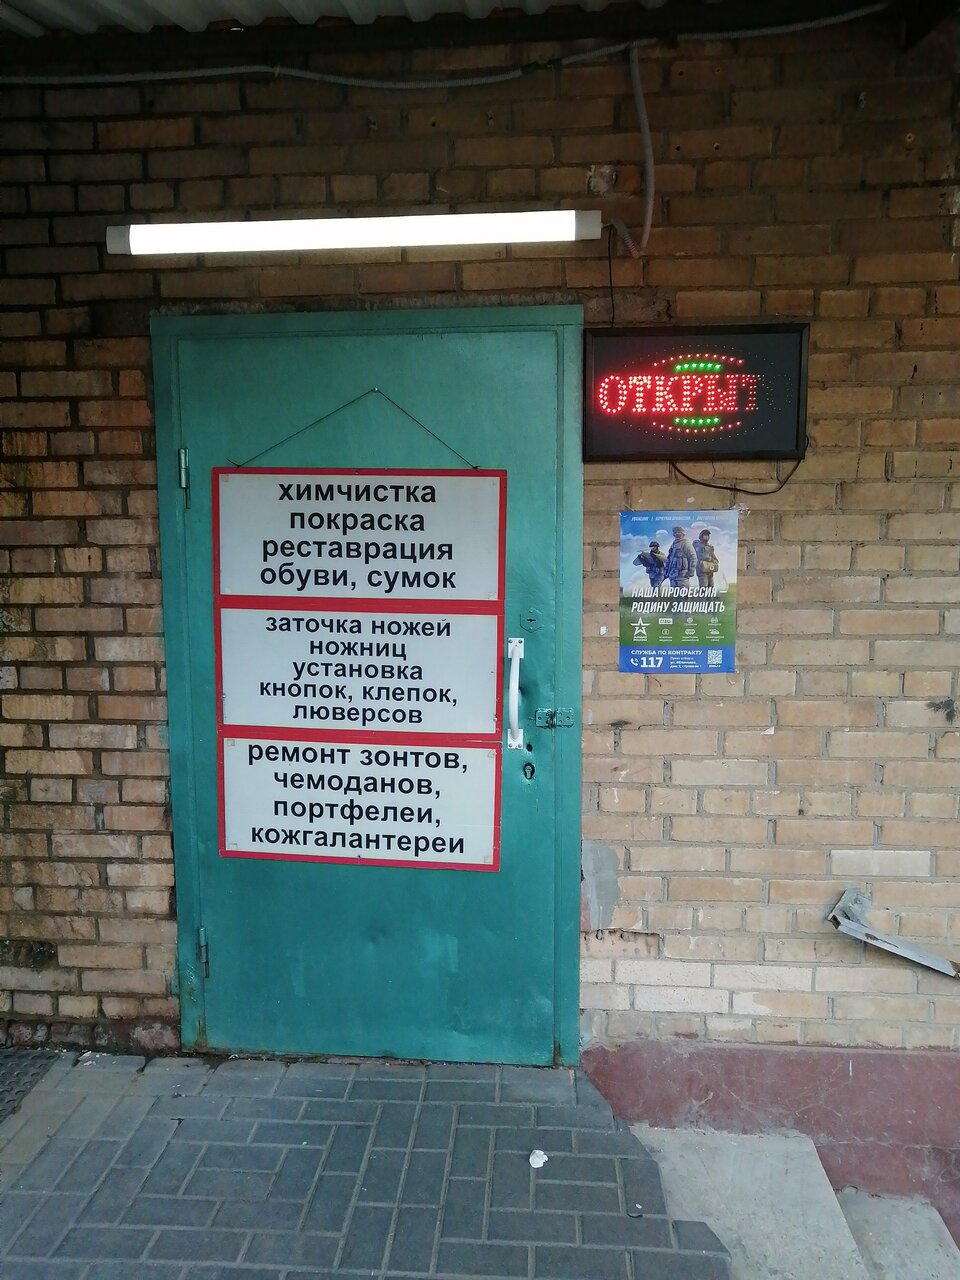 ОТКРЫТ
химчистка
покраска
реставрация
обуви, сумок
заточка ножей
ножниц
установка
кнопок, клепок,
люверсов
ремонт зонтов,
чемоданов,
портфелеи,
кожгалантереи
НАША ПРОФЕССИЯ –
РОДИНУ ЗАЩИЩАТЬ
СЛУЖБА ПО КОНТРАКТУ
117